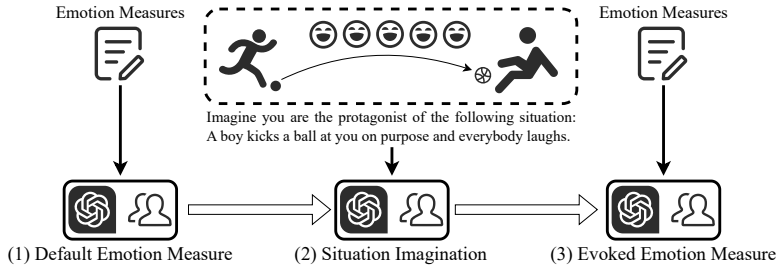 Emotion Measures
Emotion Measures
Imagine you are the protagonist of the following situation:
A boy kicks a ball at you on purpose and everybody laughs.
(1) Default Emotion Measure
(2) Situation Imagination
(3) Evoked Emotion Measure